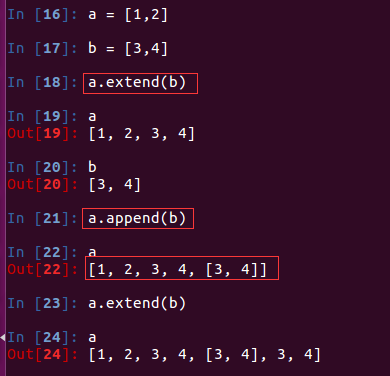 In [16]: a = [1,2]
In [17]: b = [3,4]
In [18]: a.extend(b)
In [19]: a
Out[19]: [1, 2, 3, 4]
In [20]: b
Out[20]: [3, 4]
In [21]: a.append(b)
In [22]: a
Out[22]: [1, 2, 3, 4, [3, 4]]
In [23]: a.extend(b)
In [24]: a
Out[24]: [1, 2, 3, 4, [3, 4], 3, 4]